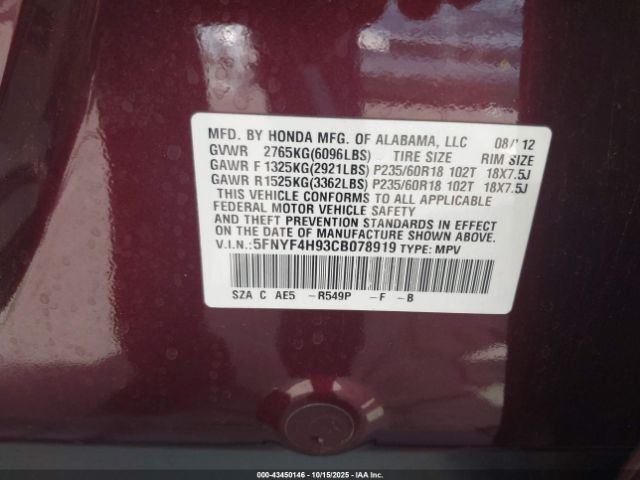 MFD. BY HONDA MFG. OF ALABAMA, LLC 08/12
GVWR 2765KG(6096LBS) TIRE SIZE RIM SIZE
GAWR F 1325KG(2921LBS) P235/60R18 102T 18X7.5J
GAWR R 1525KG(3362LBS) P235/60R18 102T 18X7.5J
THIS VEHICLE CONFORMS TO ALL APPLICABLE
FEDERAL MOTOR VEHICLE SAFETY
AND THEFT PREVENTION STANDARDS IN EFFECT
ON THE DATE OF MANUFACTURE SHOWN ABOVE.
V.I.N.:5FNYF4H93CB078919 TYPE: MPV
SZA C AE5 -R549P -F -B
000-43450146 - 10/15/2025 - IAA Inc.